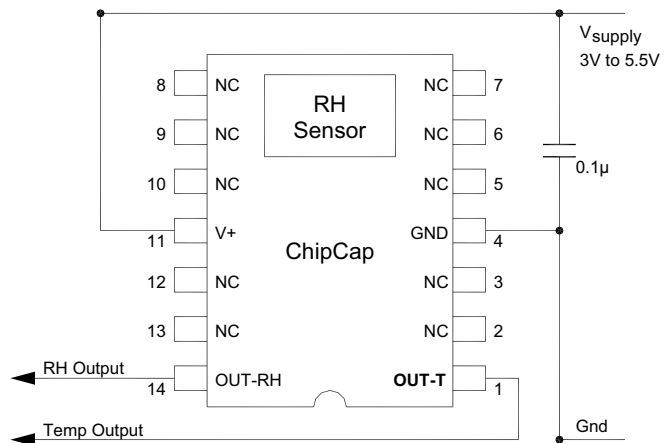 Vsupply
3V to 5.5V
8 NC NC 7
RH
Sensor
9 NC NC 6
10 NC NC 5
0.1µ
11 V+ GND 4
ChipCap
12 NC NC 3
13 NC NC 2
RH Output
14 OUT-RH OUT-T 1
Temp Output
Gnd